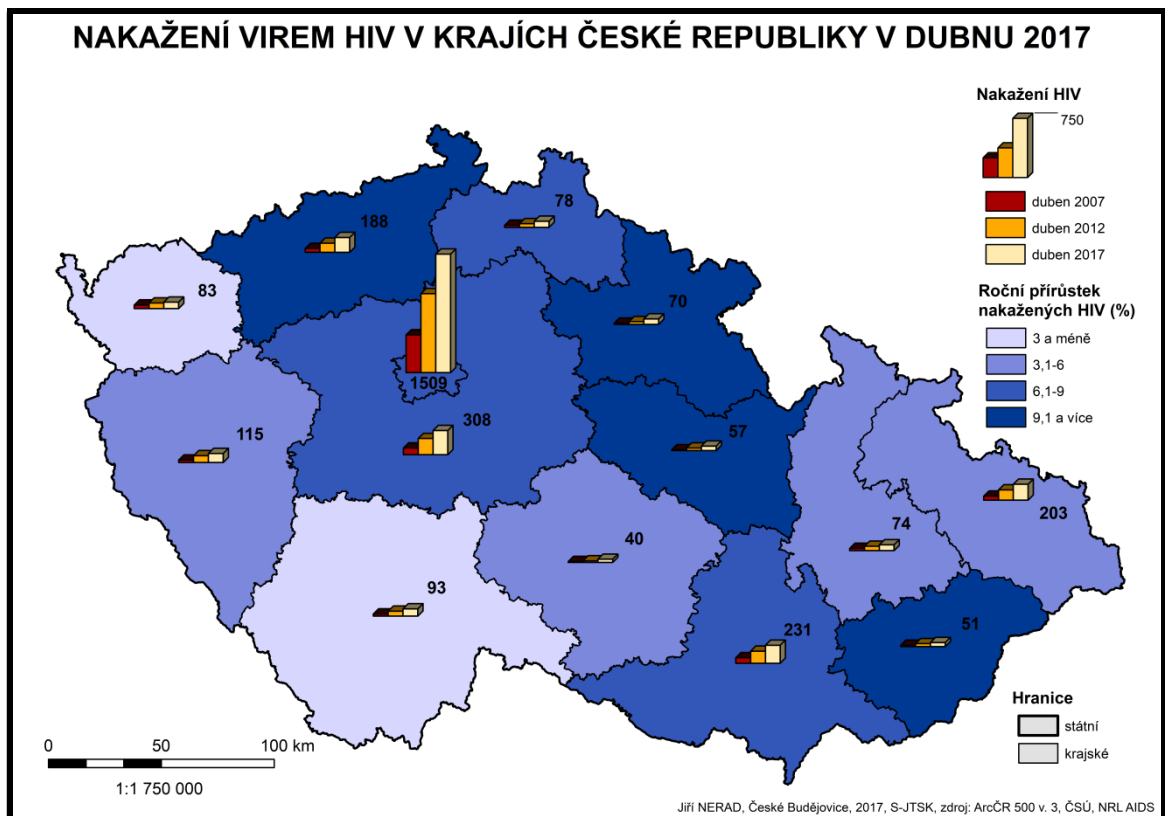 NAKAŽENÍ VIREM HIV V KRAJÍCH ČESKÉ REPUBLIKY V DUBNU 2017
Nakažení HIV
750
duben 2007
duben 2012
duben 2017
Roční přírůstek
nakažených HIV (%)
3 a méně
3,1-6
6,1-9
9,1 a více
188
78
83
70
1509
308
115
57
203
74
40
93
231
51
Hranice
státní
krajské
0 50 100 km
1:1 750 000
Jiří NERAD, České Budějovice, 2017, S-JTSK, zdroj: ArcČR 500 v. 3, ČSÚ, NRL AIDS